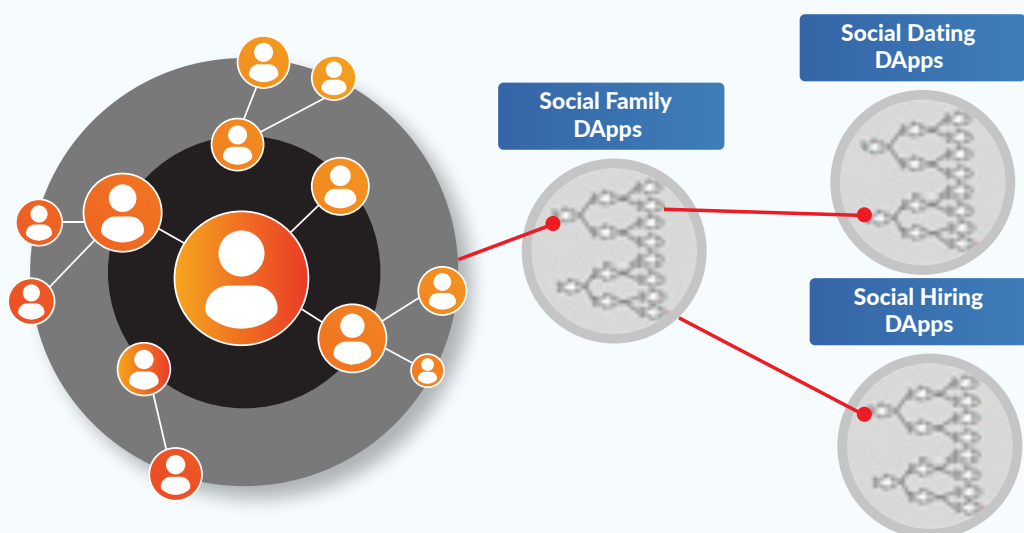 Social Dating
DApps
Social Family
DApps
Social Hiring
DApps